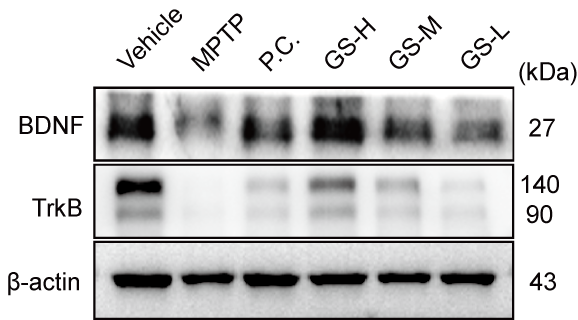 Vehicle MPTP P.C. GS-H GS-M GS-L (kDa)
BDNF 27
140
TrkB
90
β-actin 43